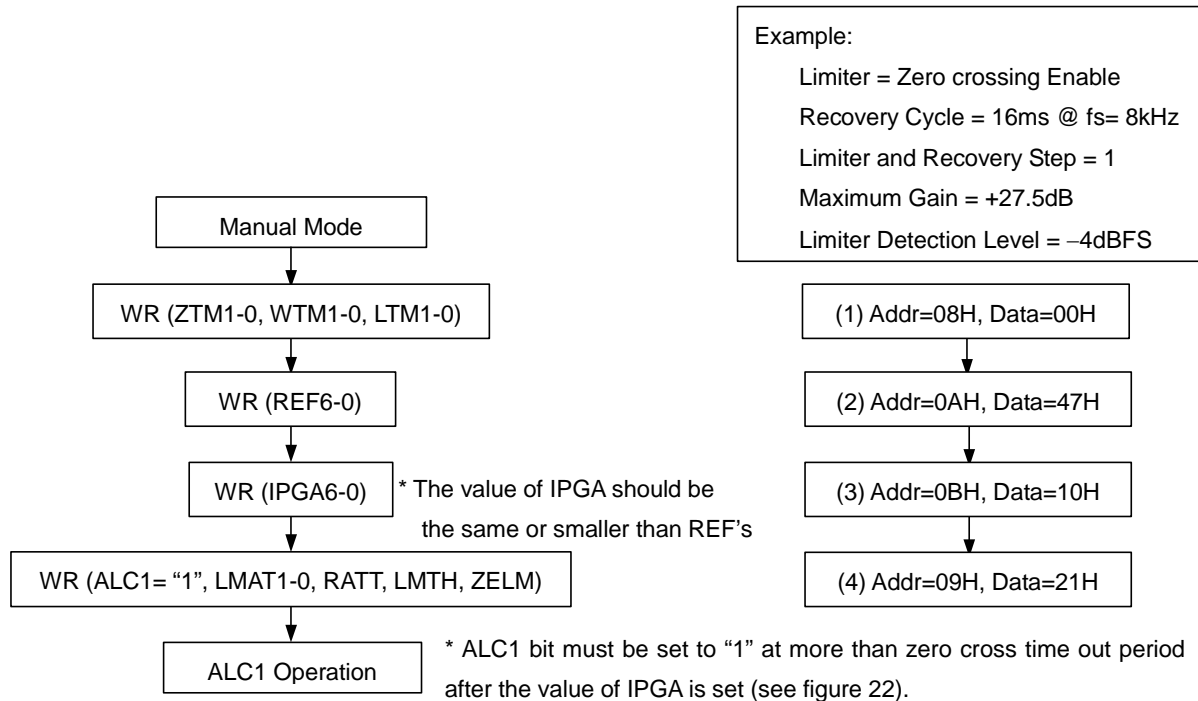 Example:
Limiter = Zero crossing Enable
Recovery Cycle = 16ms @ fs= 8kHz
Limiter and Recovery Step = 1
Maximum Gain = +27.5dB
Limiter Detection Level = −4dBFS
Manual Mode
WR (ZTM1-0, WTM1-0, LTM1-0)
WR (REF6-0)
WR (IPGA6-0)
* The value of IPGA should be
the same or smaller than REF's
WR (ALC1= “1”, LMAT1-0, RATT, LMTH, ZELM)
ALC1 Operation
* ALC1 bit must be set to “1” at more than zero cross time out period
after the value of IPGA is set (see figure 22).
(1) Addr=08H, Data=00H
(2) Addr=0AH, Data=47H
(3) Addr=0BH, Data=10H
(4) Addr=09H, Data=21H